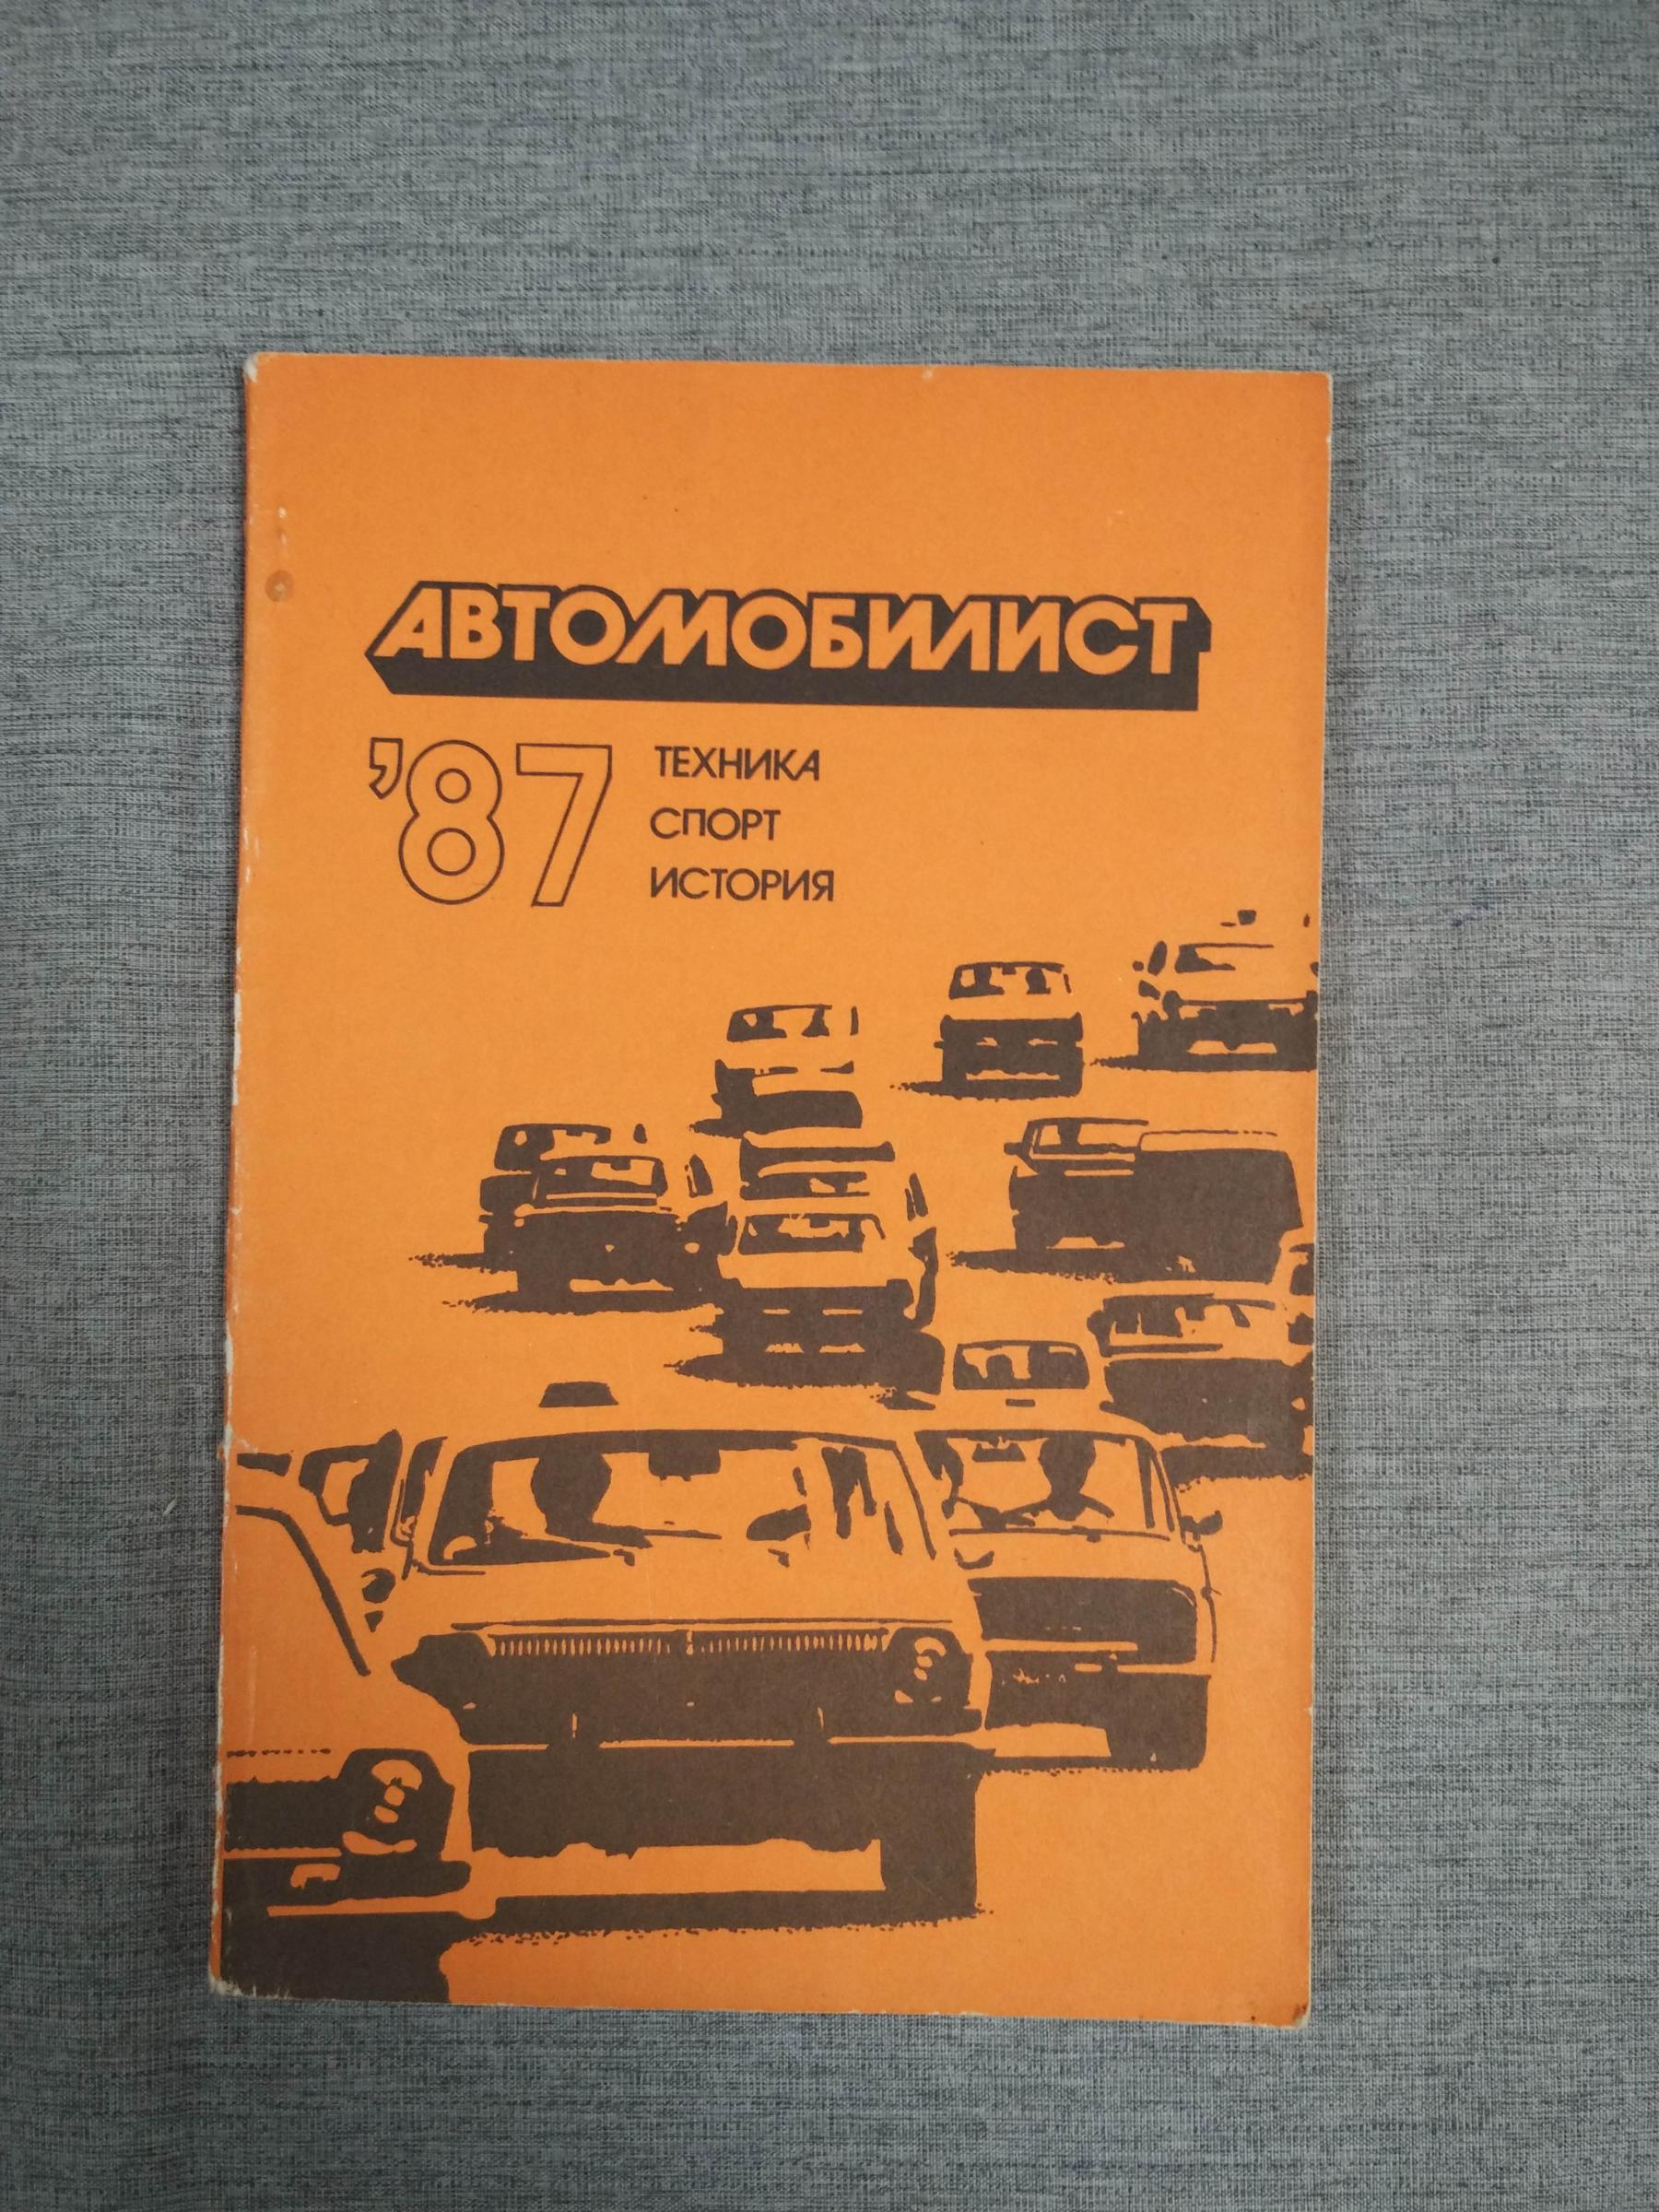 АВТОМОБИЛИСТ
'87
ТЕХНИКА
СПОРТ
ИСТОРИЯ